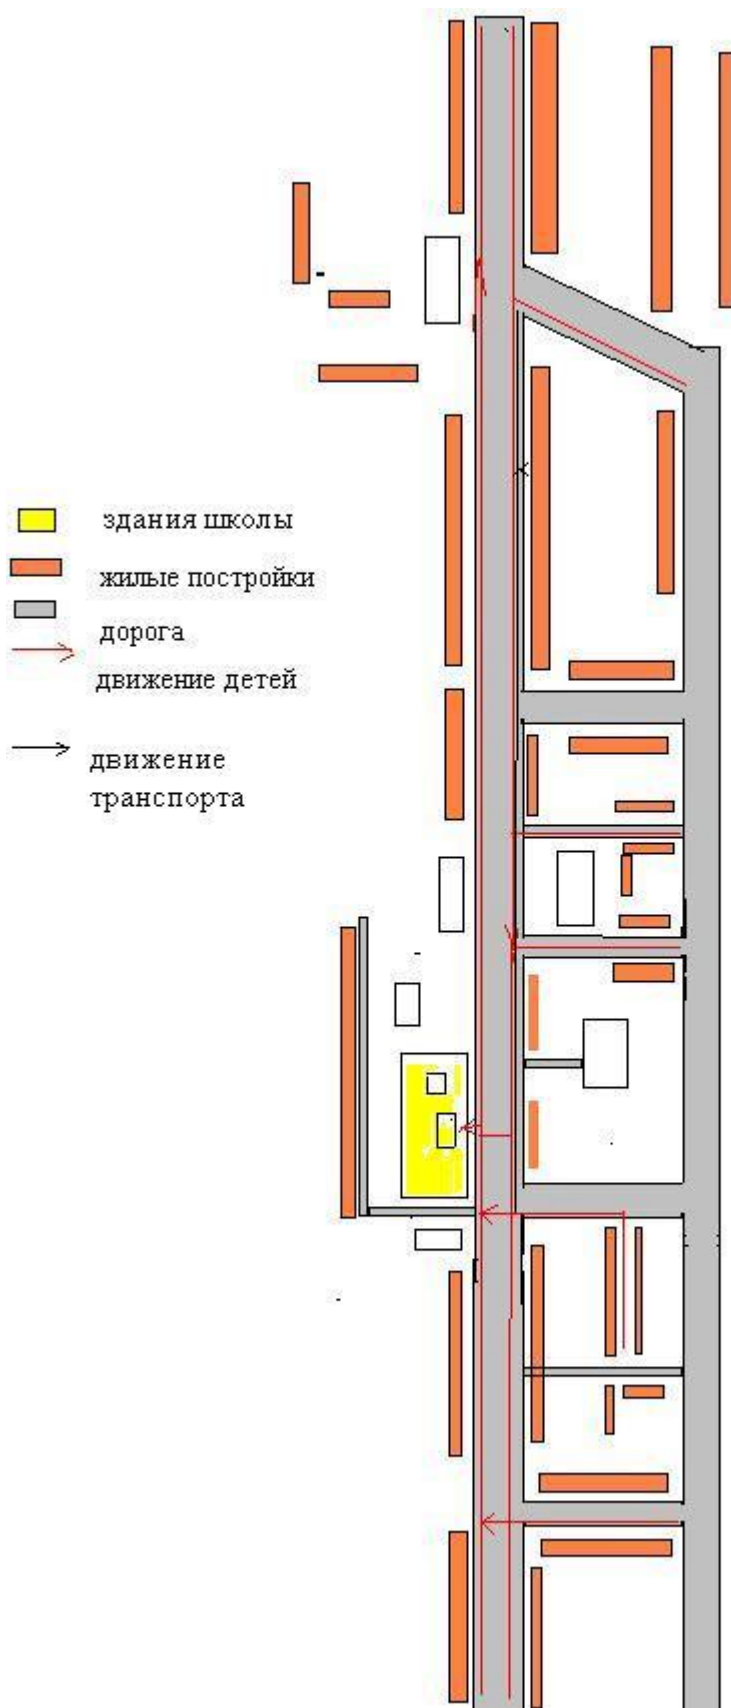 здания школы
жилые постройки
дорога
движение детей
движение
транспорта